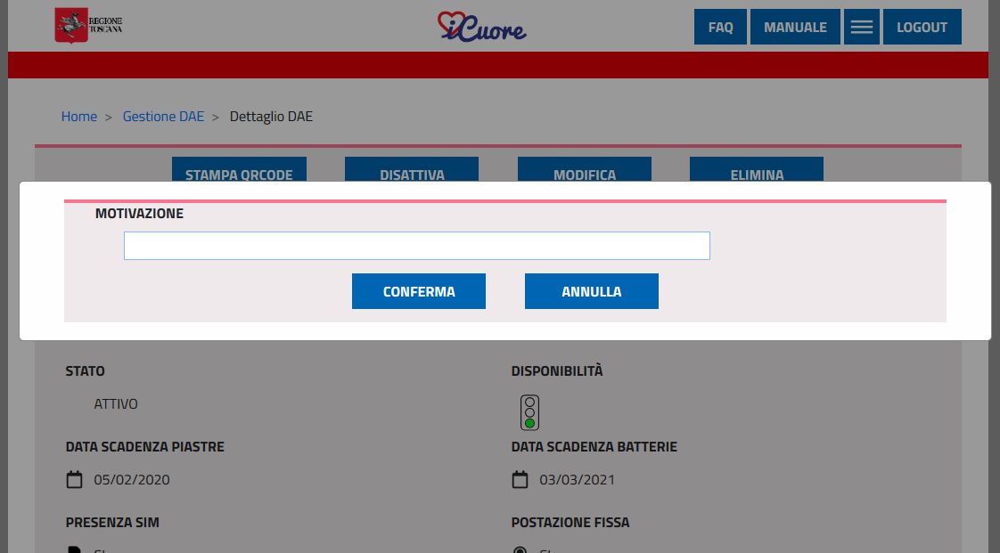 REGIONE
TOSCANA
iCuore
FAQ MANUALE LOGOUT
Home > Gestione DAE > Dettaglio DAE
STAMPA QRCODE DISATTIVA MODIFICA ELIMINA
MOTIVAZIONE
CONFERMA ANNULLA
STATO DISPONIBILITÀ
ATTIVO
DATA SCADENZA PIASTRE DATA SCADENZA BATTERIE
05/02/2020 03/03/2021
PRESENZA SIM POSTAZIONE FISSA